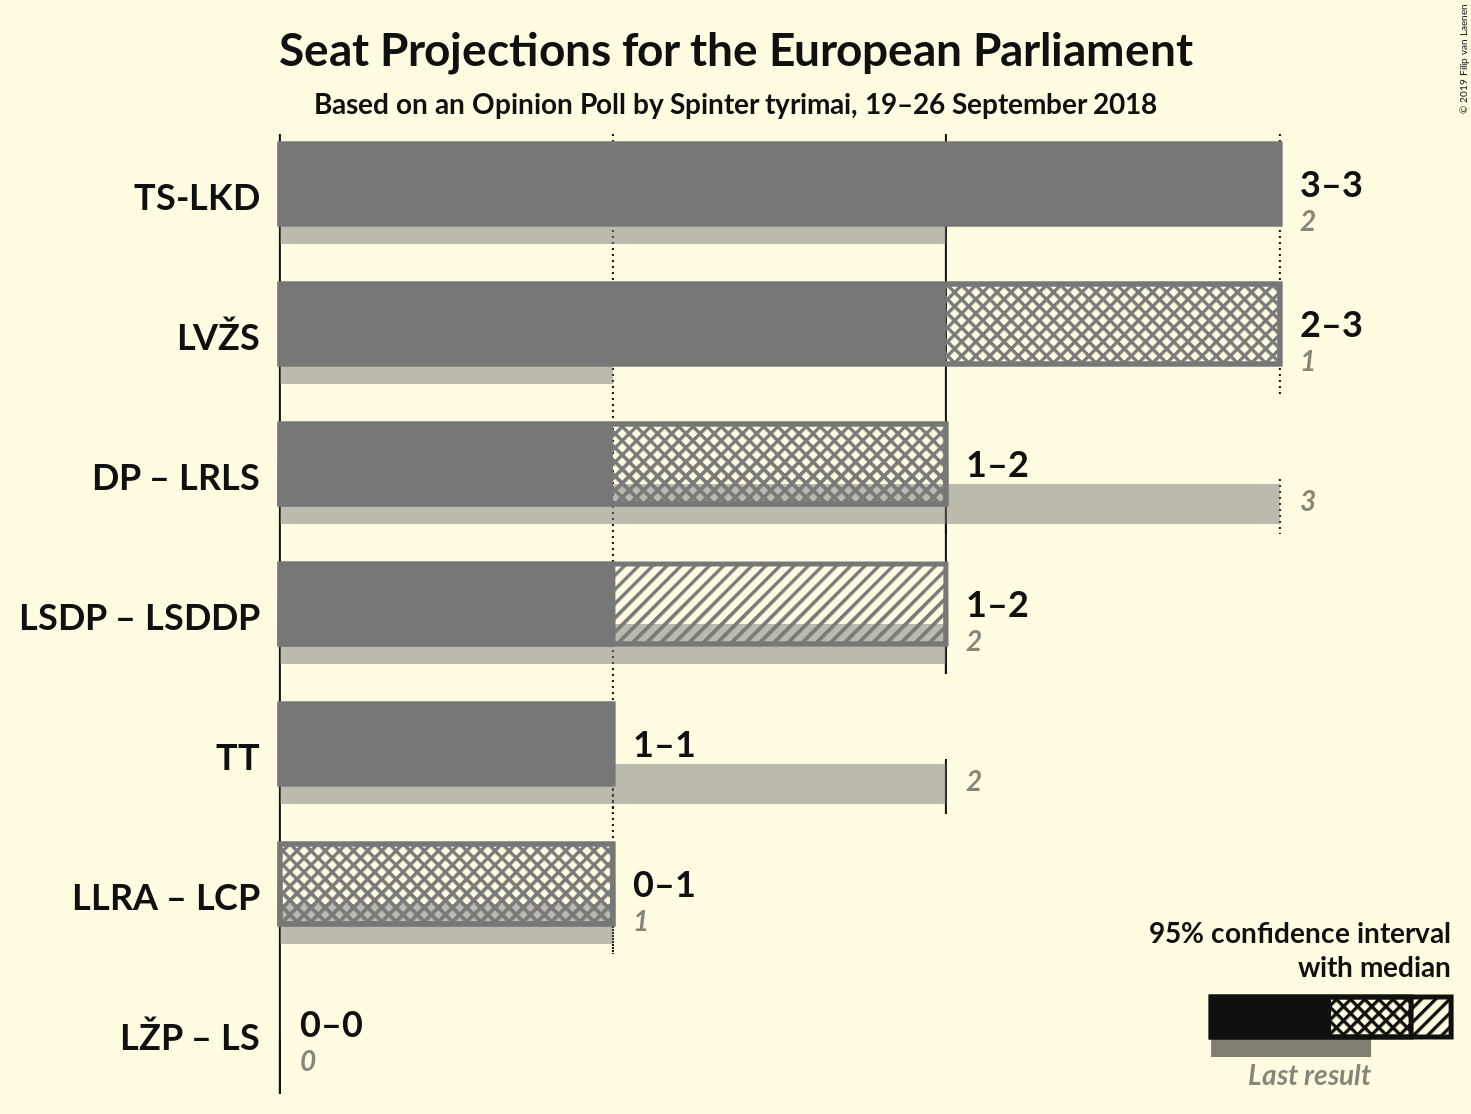 Seat Projections for the European Parliament
Based on an Opinion Poll by Spinter tyrimai, 19–26 September 2018
© 2019 Filip van Laenen
TS-LKD
3–3
2
LVŽS
2–3
1
DP – LRLS
1–2
3
LSDP – LSDDP
1–2
2
TT
1–1
2
LLRA – LCP
0–1
1
LŽP – LS
0–0
0
95% confidence interval
with median
Last result